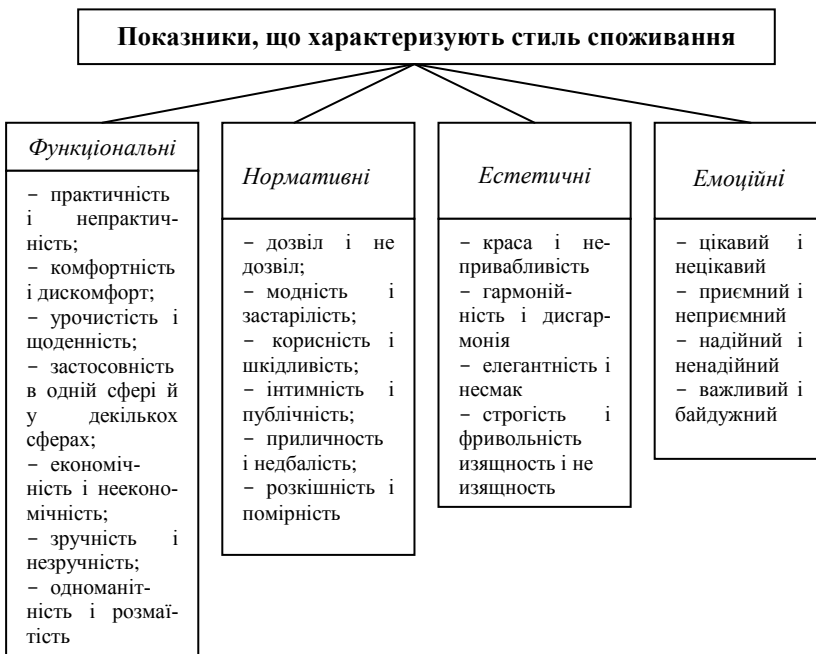 Показники, що характеризують стиль споживання
Функціональні
− практичність
і непрактич-
ність;
− комфортність
і дискомфорт;
− урочистість і
щоденність;
− застосовність
в одній сфері й
у декількох
сферах;
− економіч-
ність і нееконо-
мічність;
− зручність і
незручність;
− одноманіт-
ність і розмаї-
тість
Нормативні
− дозвіл і не
дозвіл;
− модність і
застарілість;
− корисність і
шкідливість;
− інтимність і
публічність;
− приличность
і недбалість;
− розкішність і
помірність
Естетичні
− краса і не-
привабливість
− гармоній-
ність і дисгар-
монія
− елегантність і
несмак
− строгість і
фривольність
изящность і не
изящность
Емоційні
− цікавий і
нецікавий
− приємний і
неприємний
− надійний і
ненадійний
− важливий і
байдужний